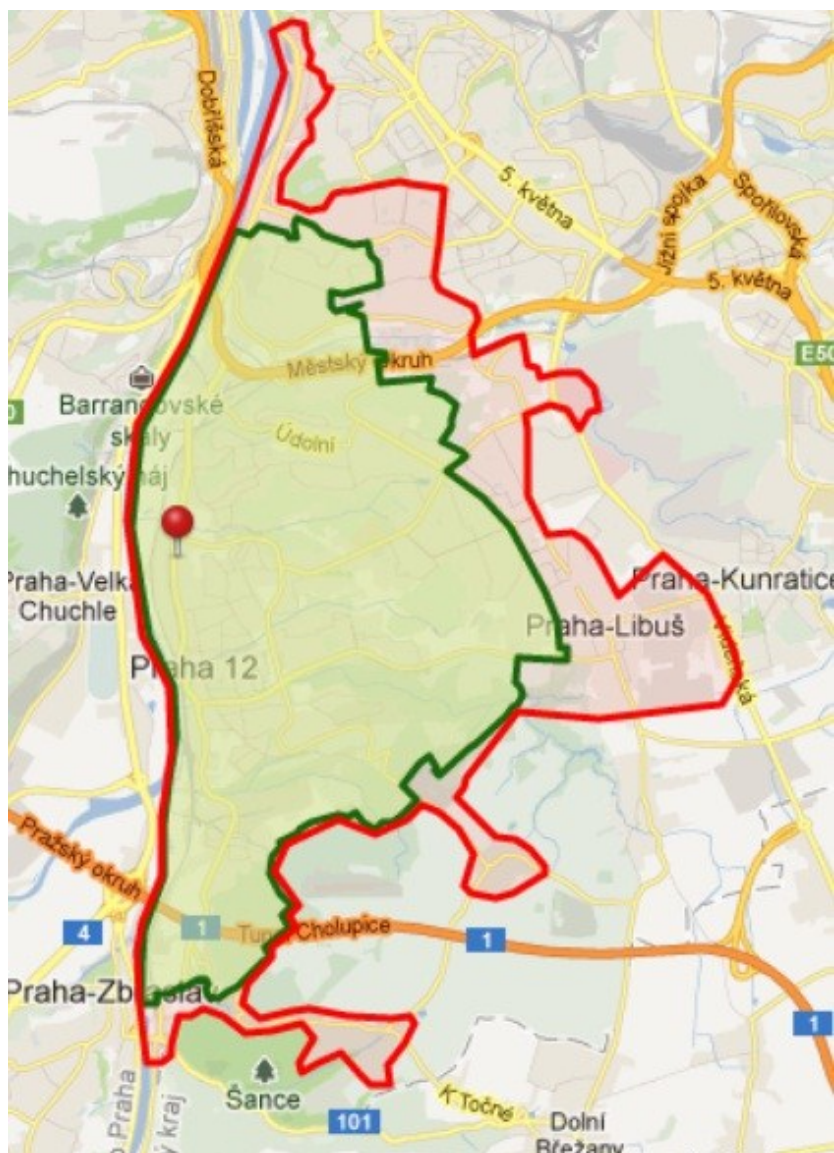 Dobříšská
5. května
Jižní spojka
Spořilovská
5. května
E50
Městský okruh
Barrandovské
skály
Údolní
huchelský háj
Praha-Velká
Chuchle
Praha-Kunratice
Praha-Libuš
Vídeňská
Praha 12
Pražský okruh
4
1
Tunel Cholupice
1
1
Praha-Zbraslav
Šance
K Točné
101
Dolní
Břežany
o Praha
ý kraj